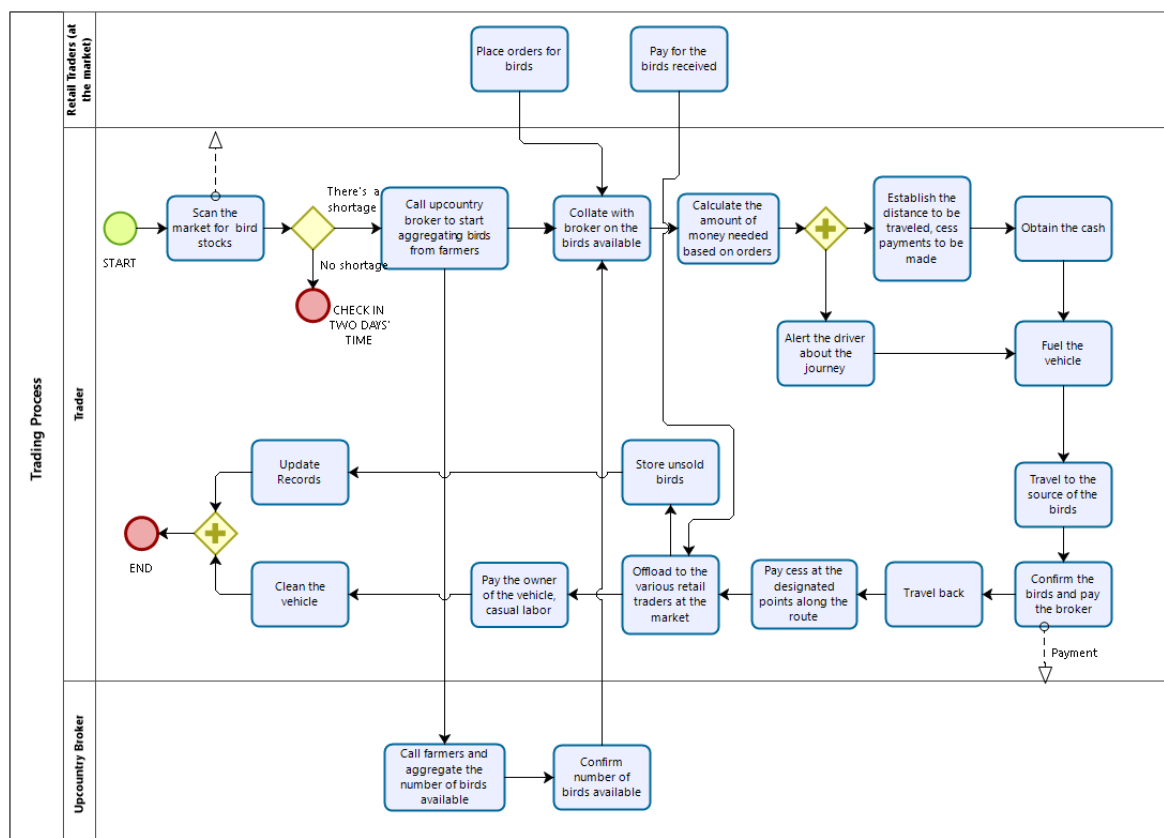 Trading Process
Retail Traders (at
the market)
Place orders for
birds
Pay for the
birds received
Trader
START
Scan the
market for bird
stocks
There's a
shortage
No shortage
CHECK IN
TWO DAYS'
TIME
Call upcountry
broker to start
aggregating birds
from farmers
Collate with
broker on the
birds available
Calculate the
amount of
money needed
based on orders
Establish the
distance to be
traveled, cess
payments to be
made
Obtain the cash
Alert the driver
about the
journey
Fuel the
vehicle
Update
Records
Store unsold
birds
Travel to the
source of the
birds
END
Clean the
vehicle
Pay the owner
of the vehicle,
casual labor
Offload to the
various retail
traders at the
market
Pay cess at the
designated
points along the
route
Travel back
Confirm the
birds and pay
the broker
Payment
Upcountry Broker
Call farmers and
aggregate the
number of birds
available
Confirm
number of
birds available